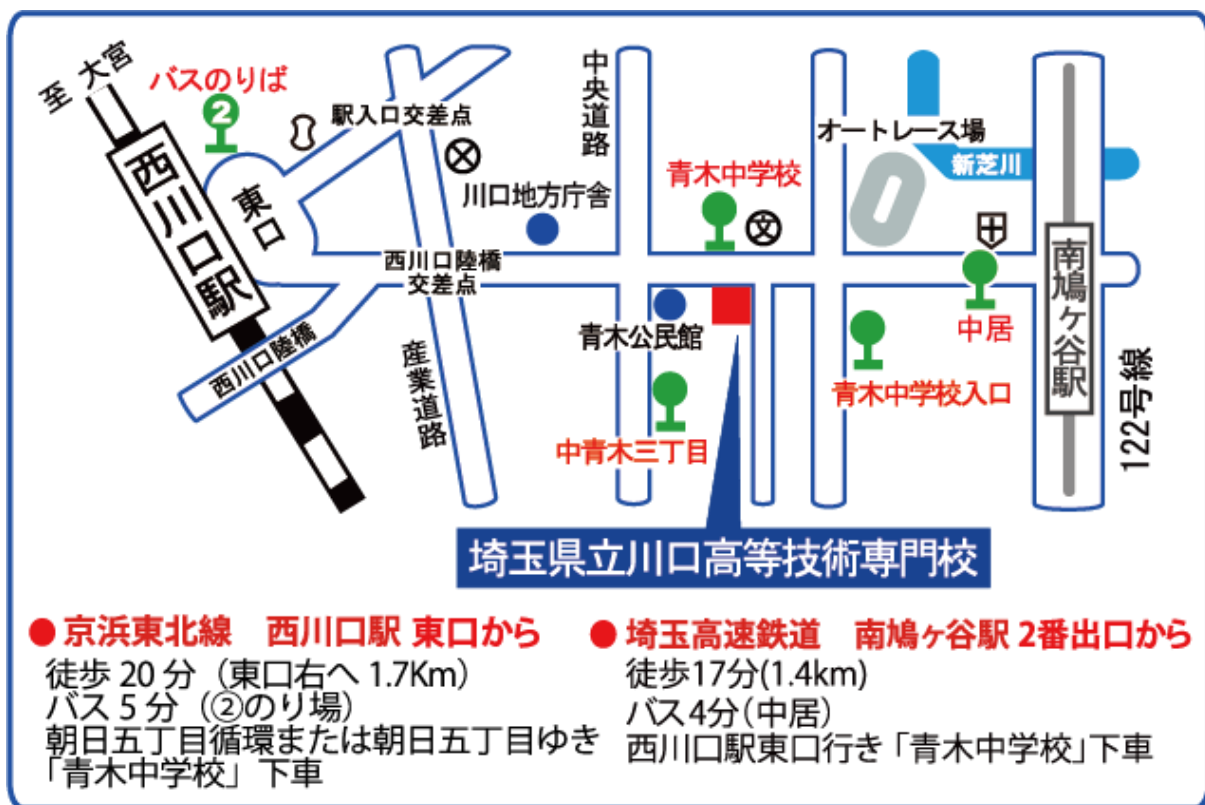 至 大宮
バスのりば
2
駅入口交差点
中央道路
オートレース場
新芝川
西川口駅
東口
川口地方庁舎
青木中学校
文
西川口陸橋
交差点
南鳩ヶ谷駅
中居
青木公民館
西川口陸橋
産業道路
青木中学校入口
122号線
中青木三丁目
埼玉県立川口高等技術専門校
● 京浜東北線 西川口駅 東口から
徒歩 20 分（東口右へ 1.7Km）
バス 5 分（②のり場）
朝日五丁目循環または朝日五丁目ゆき
「青木中学校」下車
● 埼玉高速鉄道 南鳩ヶ谷駅 2番出口から
徒歩17分(1.4km)
バス4分（中居）
西川口駅東口行き「青木中学校」下車